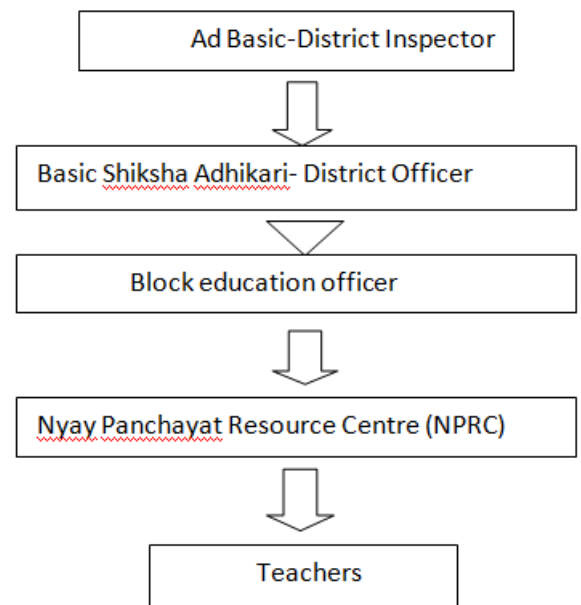 Ad Basic-District Inspector
Basic Shiksha Adhikari- District Officer
Block education officer
Nyay Panchayat Resource Centre (NPRC)
Teachers